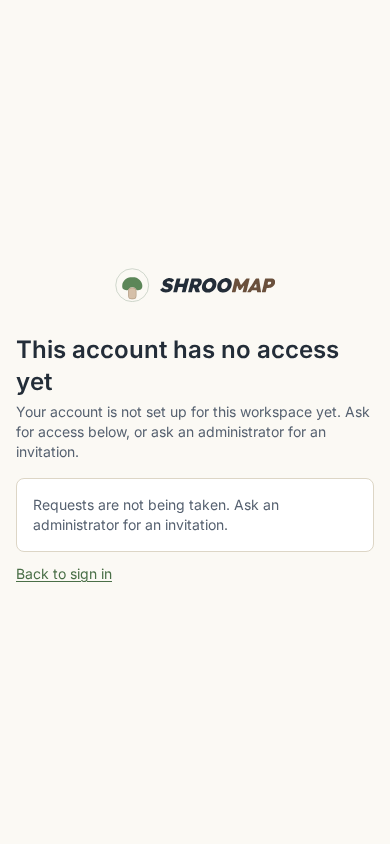 SHROOMAP
This account has no access
yet
Your account is not set up for this workspace yet. Ask
for access below, or ask an administrator for an
invitation.
Requests are not being taken. Ask an
administrator for an invitation.
Back to sign in